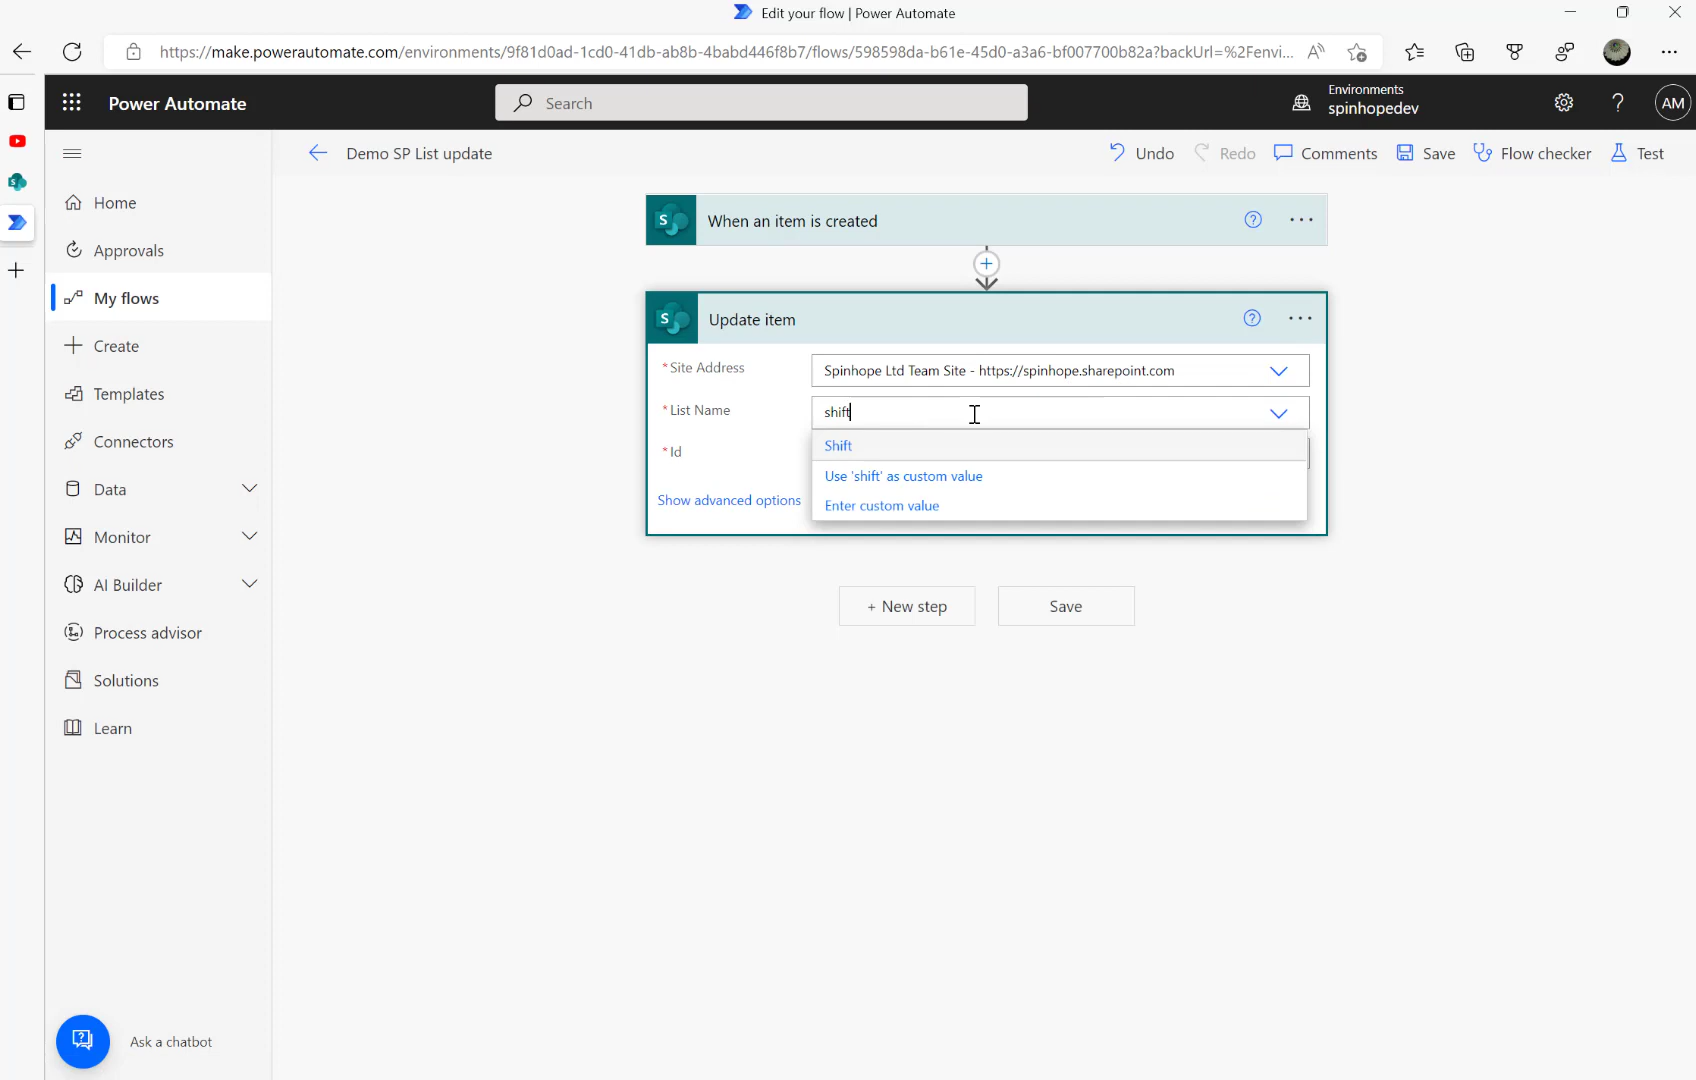 Edit your flow | Power Automate
https://make.powerautomate.com/environments/9f81d0ad-1cd0-41db-ab8b-4babd446f8b7/flows/598598da-b61e-45d0-a3a6-bf007700b82a?backUrl=%2Fenvi...
Power Automate
Search
Environments
spinhopedev
AM
Demo SP List update
Undo
Redo
Comments
Save
Flow checker
Test
Home
Approvals
My flows
Create
Templates
Connectors
Data
Monitor
AI Builder
Process advisor
Solutions
Learn
Ask a chatbot
S
When an item is created
S
Update item
* Site Address
Spinhope Ltd Team Site - https://spinhope.sharepoint.com
* List Name
shift
* Id
Shift
Use 'shift' as custom value
Enter custom value
Show advanced options
+ New step
Save